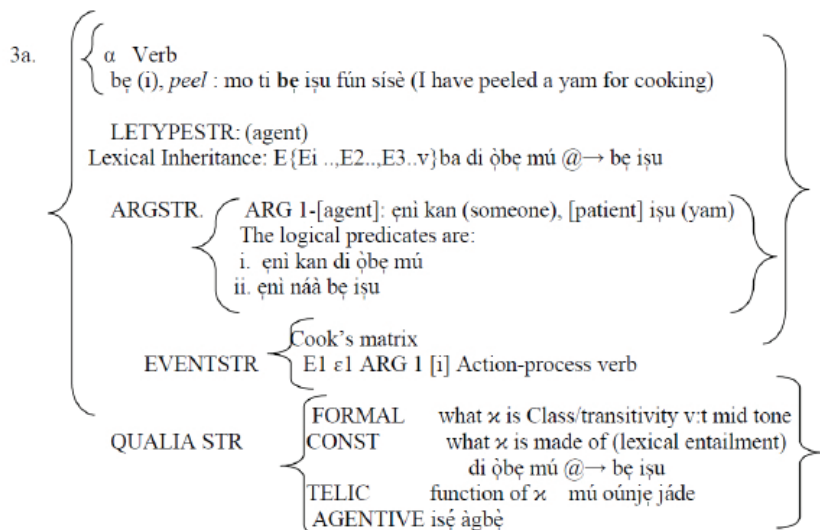 3a.
α Verb
bẹ (i), peel : mo ti bẹ iṣu fún sísè (I have peeled a yam for cooking)
LETYPESTR: (agent)
Lexical Inheritance: E{Ei ..,E2..,E3..v}ba di ọ̀bẹ mú @→ bẹ iṣu
ARGSTR. ARG 1-[agent]: ẹnì kan (someone), [patient] iṣu (yam)
The logical predicates are:
i. ẹnì kan di ọ̀bẹ mú
ii. ẹnì náà bẹ iṣu
Cook's matrix
EVENTSTR E1 ε1 ARG 1 [i] Action-process verb
FORMAL what ϰ is Class/transitivity v:t mid tone
QUALIA STR CONST what ϰ is made of (lexical entailment)
di ọ̀bẹ mú @→ bẹ iṣu
TELIC function of ϰ mú oúnjẹ jáde
AGENTIVE isẹ́ àgbẹ̀